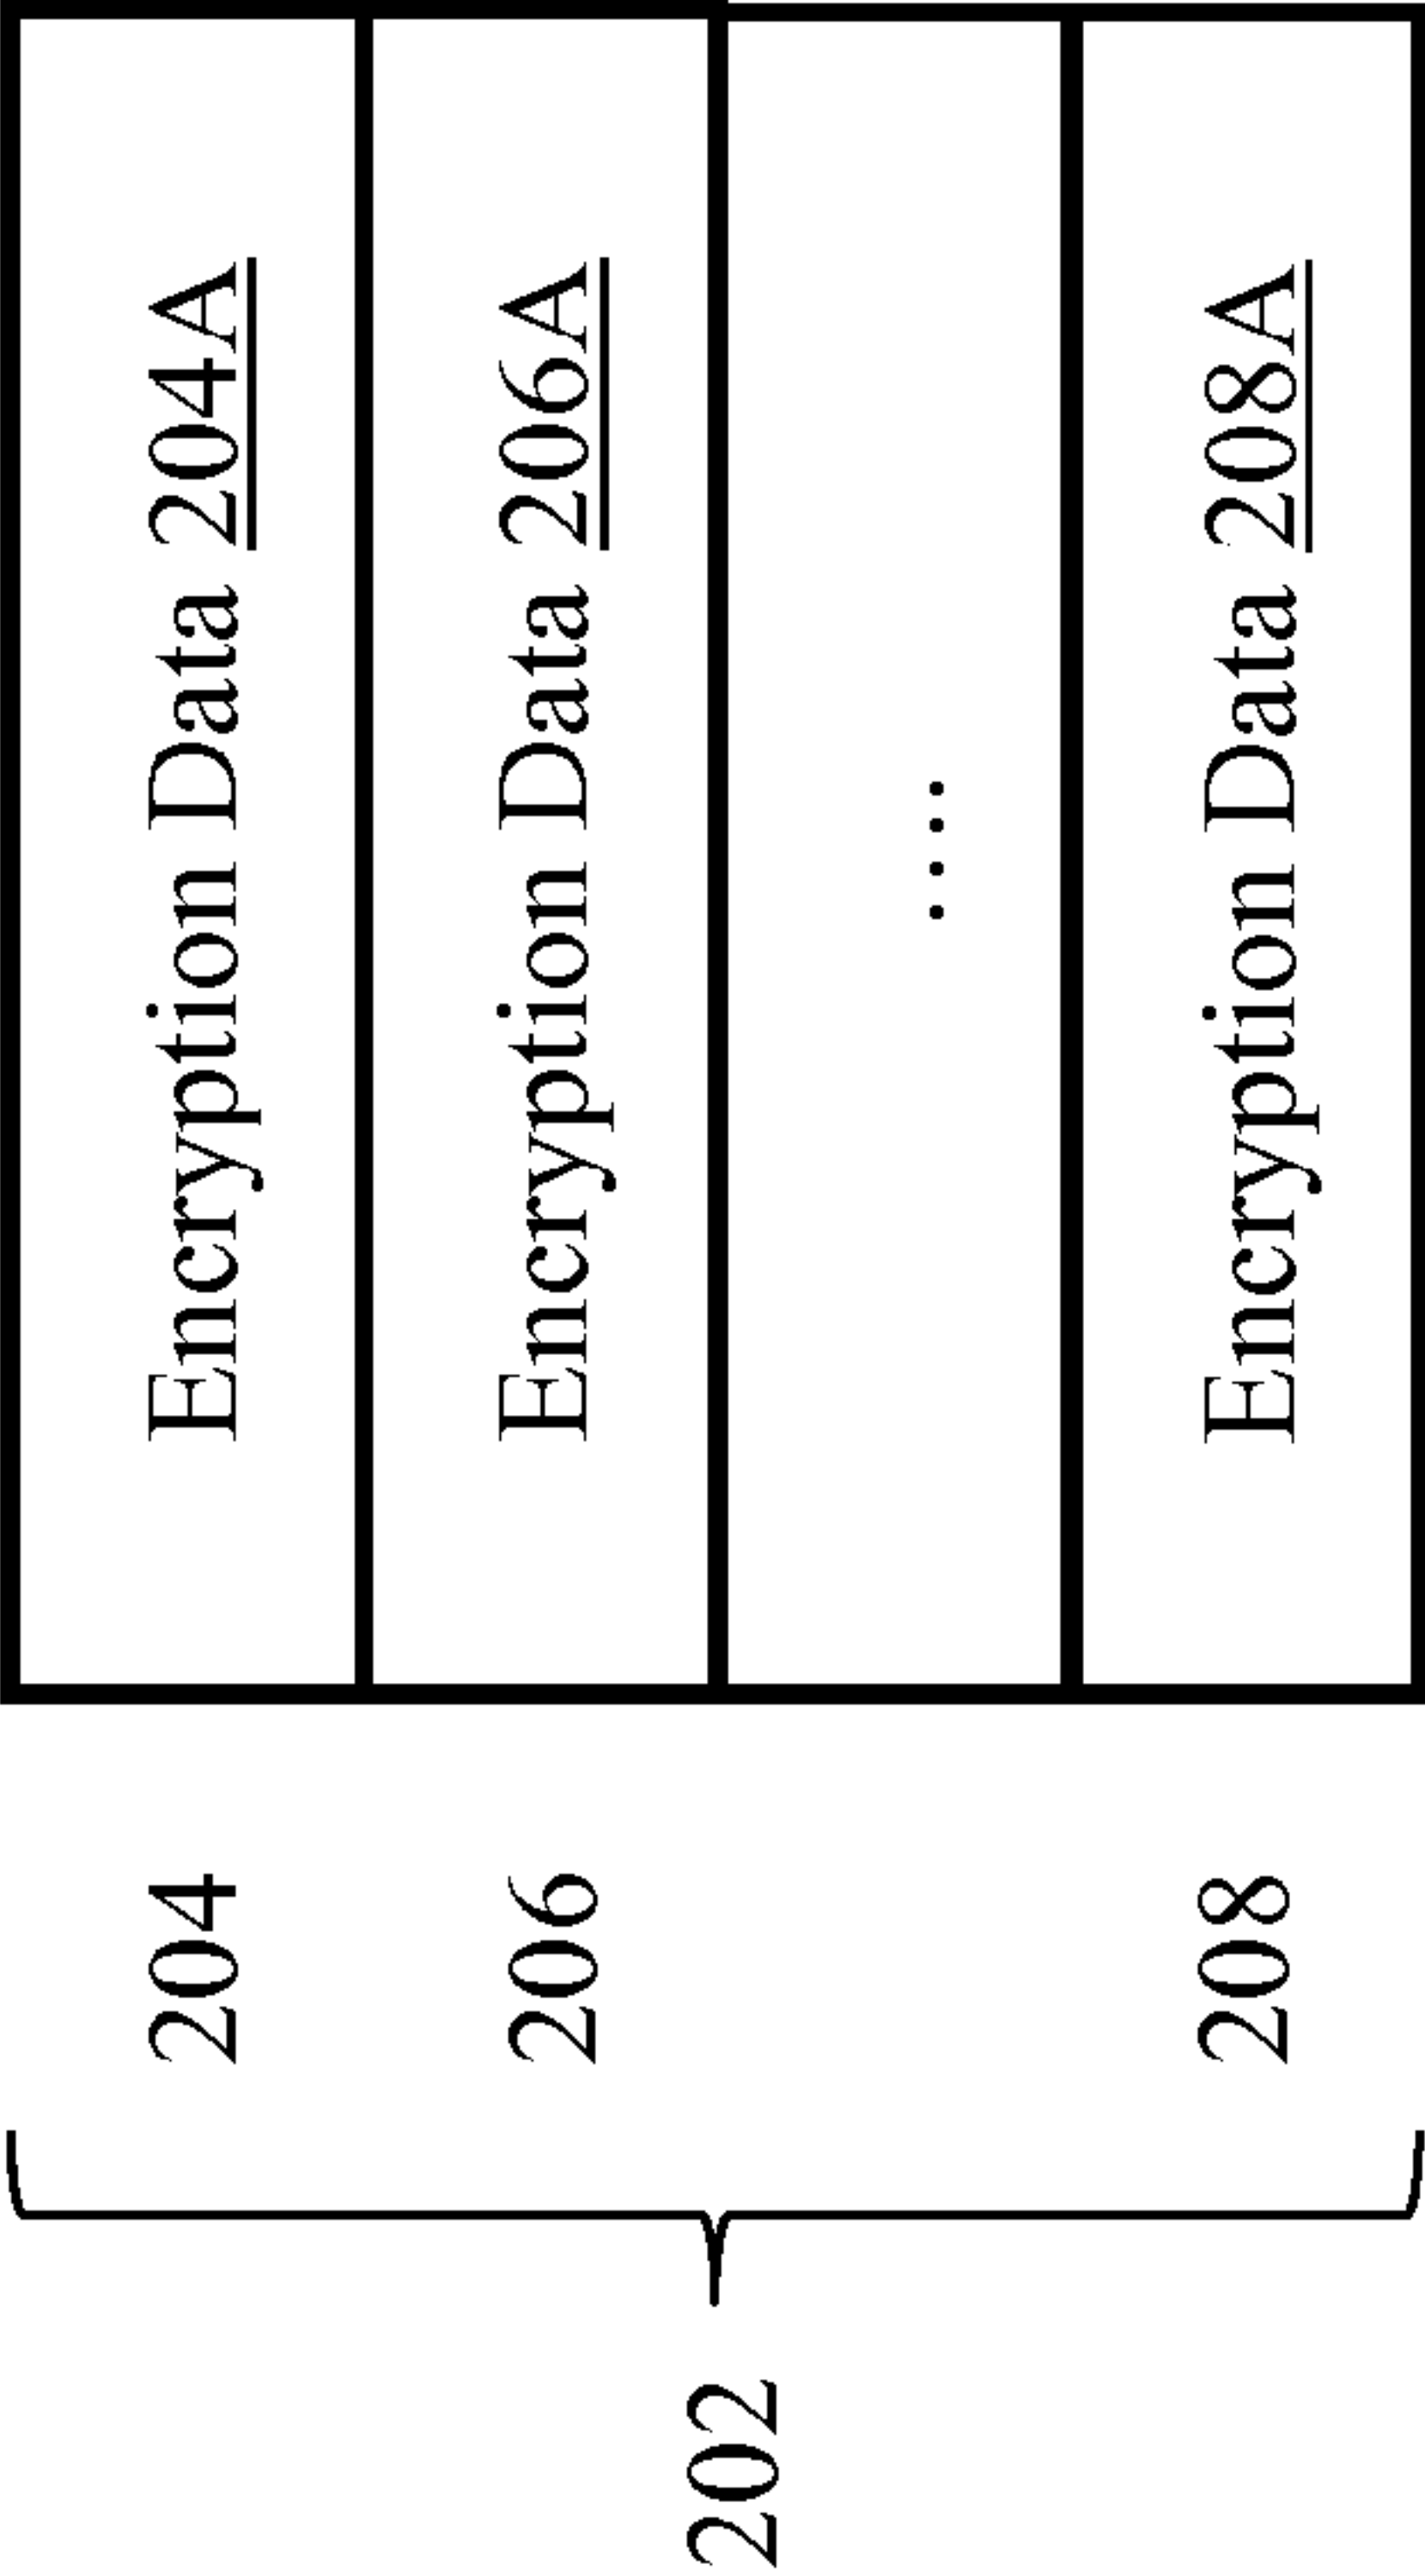 202
204 Encryption Data 204A
206 Encryption Data 206A
....
208 Encryption Data 208A